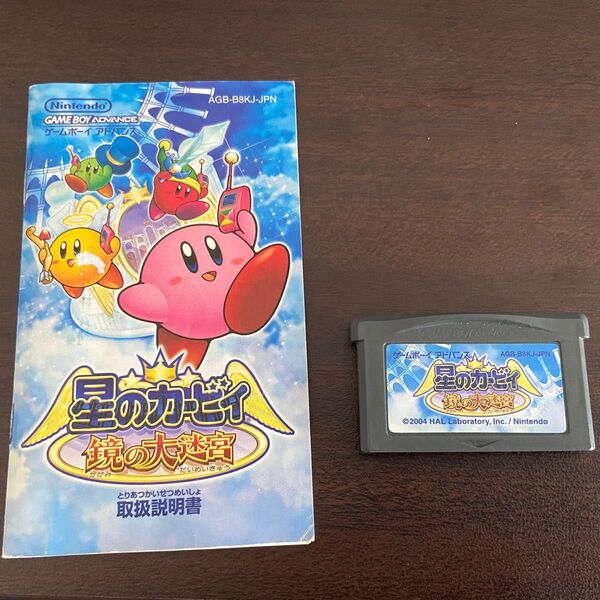 Nintendo
GAME BOY ADVANCE
ゲームボーイ アドバンス
AGB-B8KJ-JPN
星のカービィ
鏡の大迷宮
かがみ だいめいきゅう
とりあつかいせつめいしょ
取扱説明書
ゲームボーイ アドバンス AGB-B8KJ-JPN
星のカービィ
鏡の大迷宮
©2004 HAL Laboratory, Inc. / Nintendo